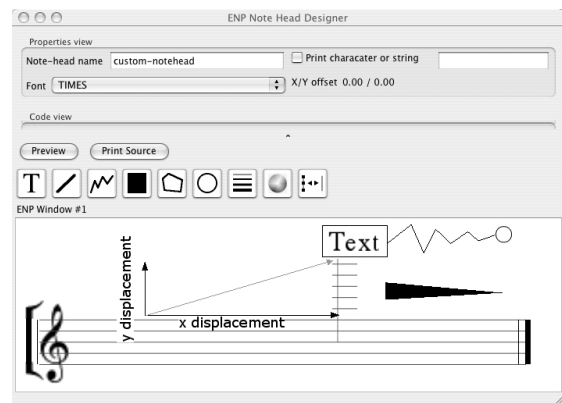 ENP Note Head Designer
Properties view
Note-head name custom-notehead Print characater or string
Font TIMES X/Y offset 0.00 / 0.00
Code view
Preview Print Source
T
ENP Window #1
Text
y displacement
x displacement